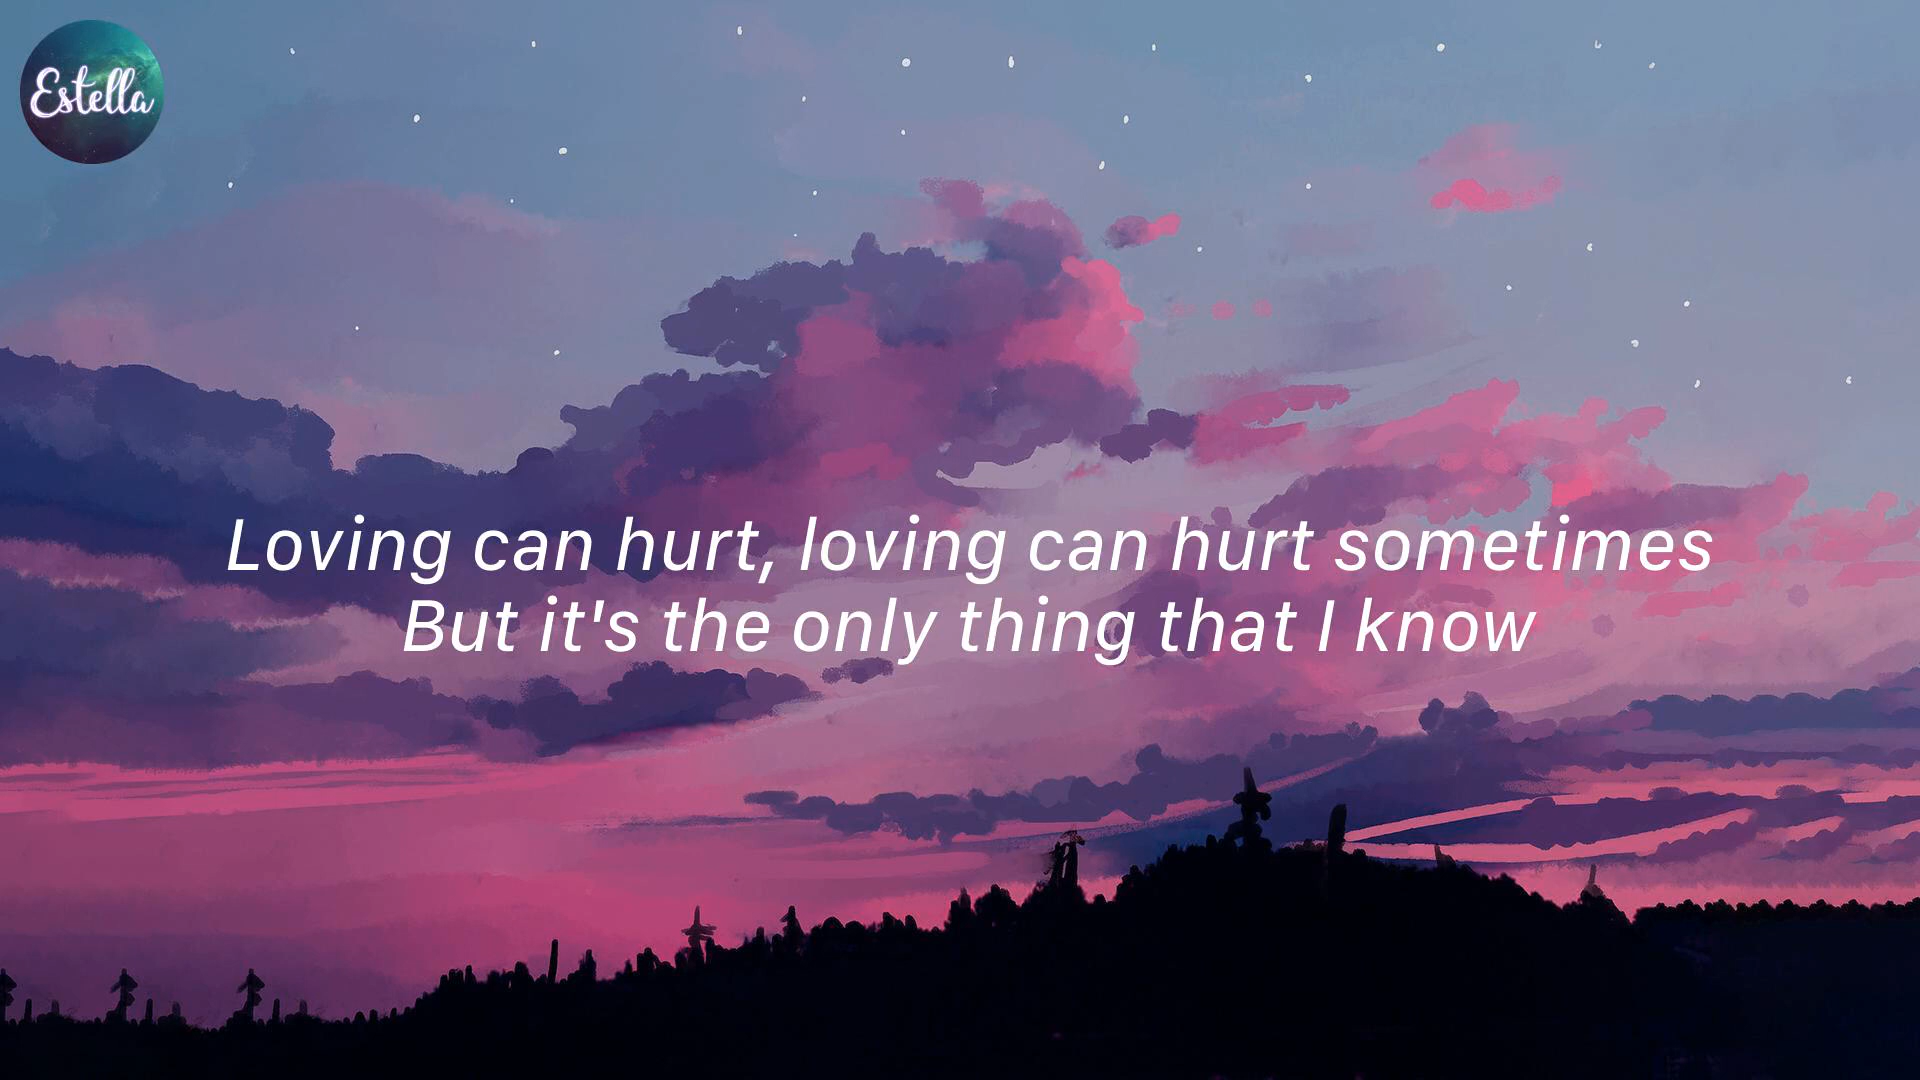 Estella
Loving can hurt, loving can hurt sometimes
But it's the only thing that I know